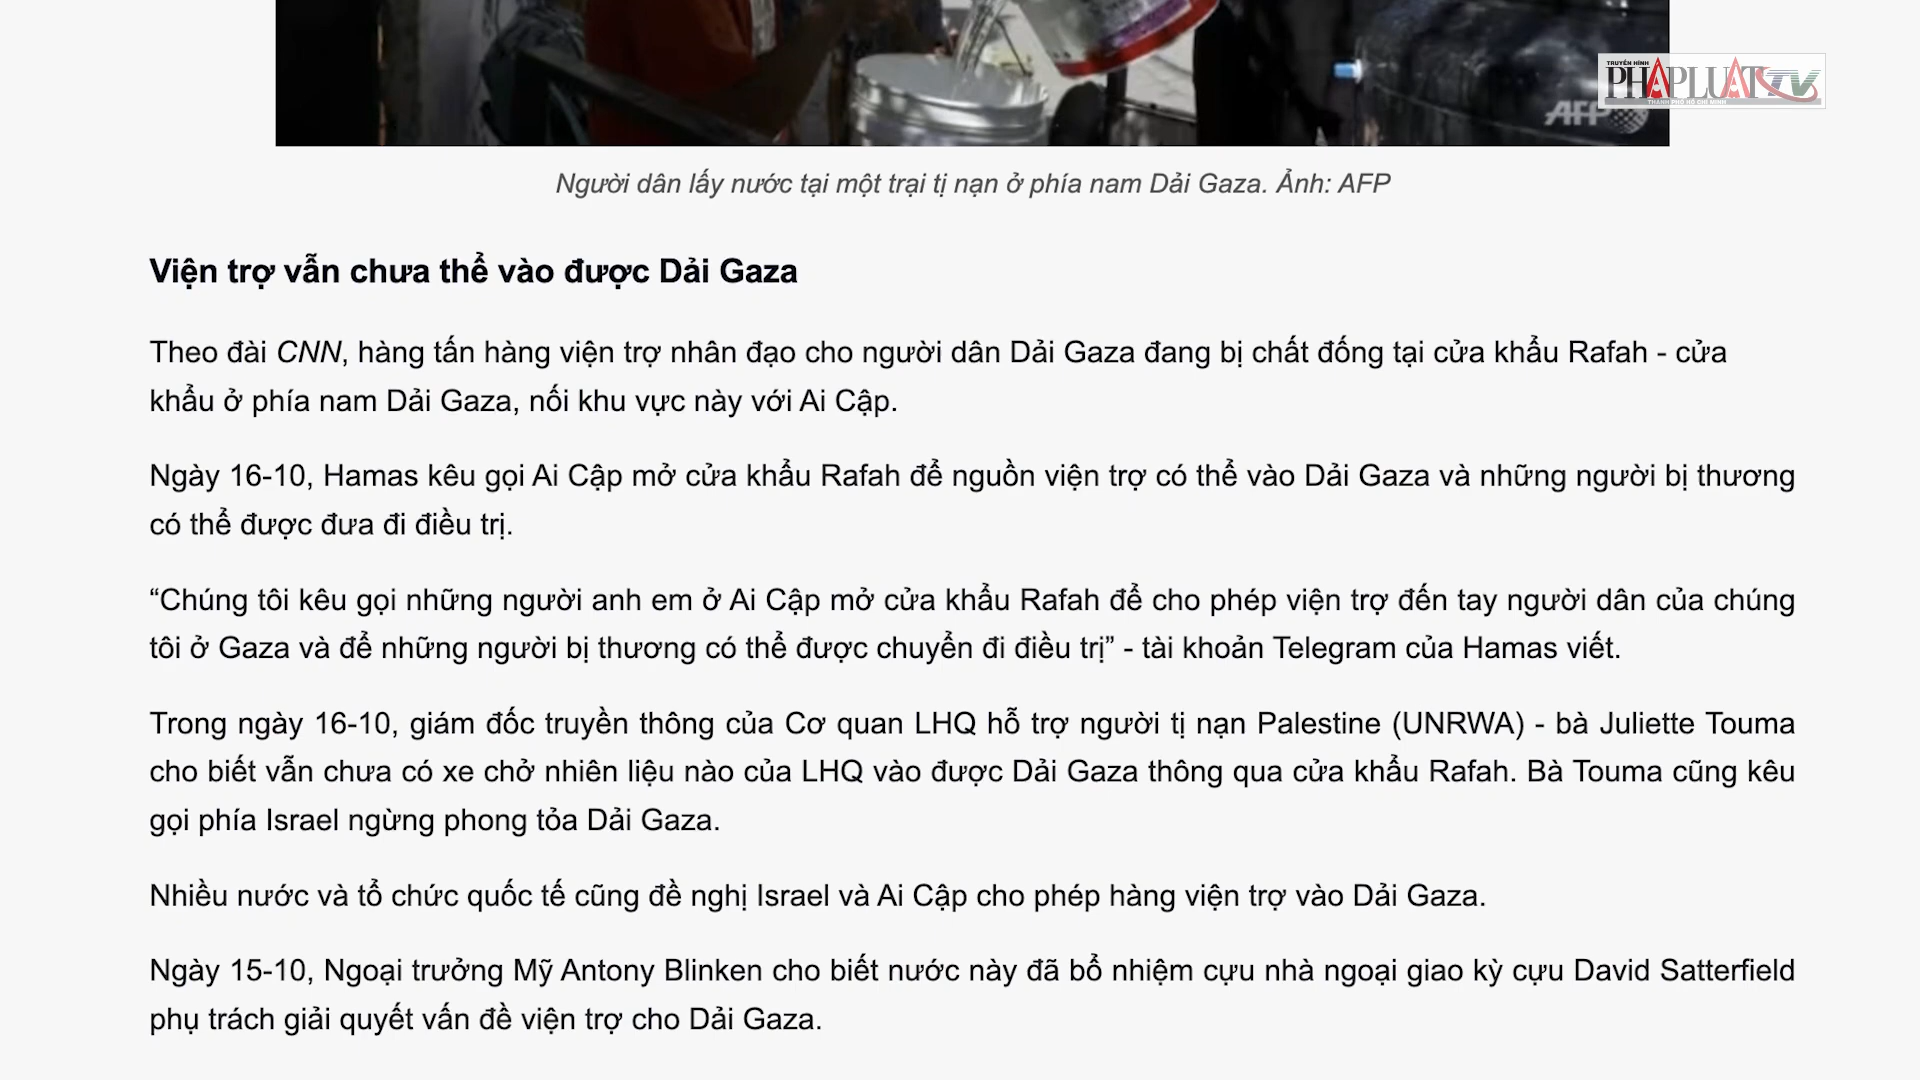 TRUYỀN HÌNH
PHÁPLUẬTTV
THÀNH PHỐ HỒ CHÍ MINH
AFP
Người dân lấy nước tại một trại tị nạn ở phía nam Dải Gaza. Ảnh: AFP
Viện trợ vẫn chưa thể vào được Dải Gaza
Theo đài CNN, hàng tấn hàng viện trợ nhân đạo cho người dân Dải Gaza đang bị chất đống tại cửa khẩu Rafah - cửa
khẩu ở phía nam Dải Gaza, nối khu vực này với Ai Cập.
Ngày 16-10, Hamas kêu gọi Ai Cập mở cửa khẩu Rafah để nguồn viện trợ có thể vào Dải Gaza và những người bị thương
có thể được đưa đi điều trị.
“Chúng tôi kêu gọi những người anh em ở Ai Cập mở cửa khẩu Rafah để cho phép viện trợ đến tay người dân của chúng
tôi ở Gaza và để những người bị thương có thể được chuyển đi điều trị” - tài khoản Telegram của Hamas viết.
Trong ngày 16-10, giám đốc truyền thông của Cơ quan LHQ hỗ trợ người tị nạn Palestine (UNRWA) - bà Juliette Touma
cho biết vẫn chưa có xe chở nhiên liệu nào của LHQ vào được Dải Gaza thông qua cửa khẩu Rafah. Bà Touma cũng kêu
gọi phía Israel ngừng phong tỏa Dải Gaza.
Nhiều nước và tổ chức quốc tế cũng đề nghị Israel và Ai Cập cho phép hàng viện trợ vào Dải Gaza.
Ngày 15-10, Ngoại trưởng Mỹ Antony Blinken cho biết nước này đã bổ nhiệm cựu nhà ngoại giao kỳ cựu David Satterfield
phụ trách giải quyết vấn đề viện trợ cho Dải Gaza.